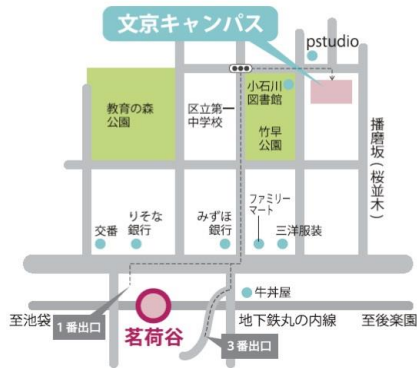 文京キャンパス
pstudio
小石川
図書館
教育の森
公園
区立第一
中学校
竹早
公園
播磨坂(桜並木)
ファミリー
マート
交番
りそな
銀行
みずほ
銀行
三洋服装
牛丼屋
至池袋
1番出口
茗荷谷
3番出口
地下鉄丸の内線
至後楽園